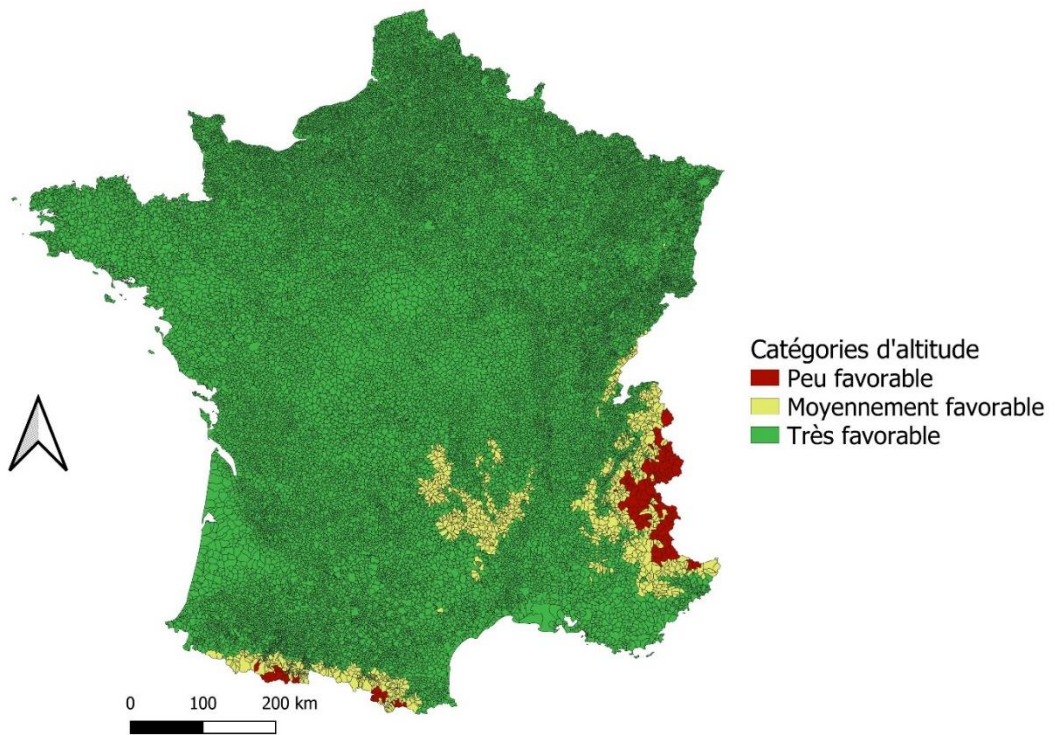 Catégories d'altitude
Peu favorable
Moyennement favorable
Très favorable
0 100 200 km